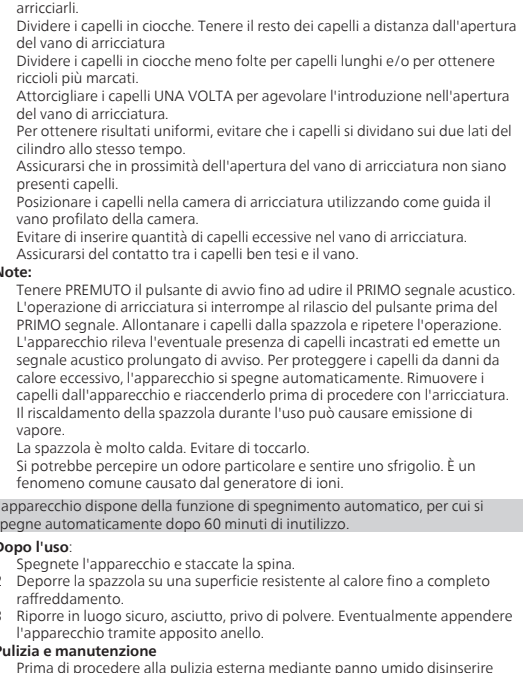 arricciarli.
Dividere i capelli in ciocche. Tenere il resto dei capelli a distanza dall'apertura
del vano di arricciatura
Dividere i capelli in ciocche meno folte per capelli lunghi e/o per ottenere
riccioli più marcati.
Attorcigliare i capelli UNA VOLTA per agevolare l'introduzione nell'apertura
del vano di arricciatura.
Per ottenere risultati uniformi, evitare che i capelli si dividano sui due lati del
cilindro allo stesso tempo.
Assicurarsi che in prossimità dell'apertura del vano di arricciatura non siano
presenti capelli.
Posizionare i capelli nella camera di arricciatura utilizzando come guida il
vano profilato della camera.
Evitare di inserire quantità di capelli eccessive nel vano di arricciatura.
Assicurarsi del contatto tra i capelli ben tesi e il vano.
Note:
Tenere PREMUTO il pulsante di avvio fino ad udire il PRIMO segnale acustico.
L'operazione di arricciatura si interrompe al rilascio del pulsante prima del
PRIMO segnale. Allontanare i capelli dalla spazzola e ripetere l'operazione.
L'apparecchio rileva l'eventuale presenza di capelli incastrati ed emette un
segnale acustico prolungato di avviso. Per proteggere i capelli da danni da
calore eccessivo, l'apparecchio si spegne automaticamente. Rimuovere i
capelli dall'apparecchio e riaccenderlo prima di procedere con l'arricciatura.
Il riscaldamento della spazzola durante l'uso può causare emissione di
vapore.
La spazzola è molto calda. Evitare di toccarlo.
Si potrebbe percepire un odore particolare e sentire uno sfrigolio. È un
fenomeno comune causato dal generatore di ioni.
apparecchio dispone della funzione di spegnimento automatico, per cui si
pegne automaticamente dopo 60 minuti di inutilizzo.
Dopo l'uso:
Spegnete l'apparecchio e staccate la spina.
2 Deporre la spazzola su una superficie resistente al calore fino a completo
raffreddamento.
3 Riporre in luogo sicuro, asciutto, privo di polvere. Eventualmente appendere
l'apparecchio tramite apposito anello.
Pulizia e manutenzione
Prima di procedere alla pulizia esterna mediante panno umido disinserire